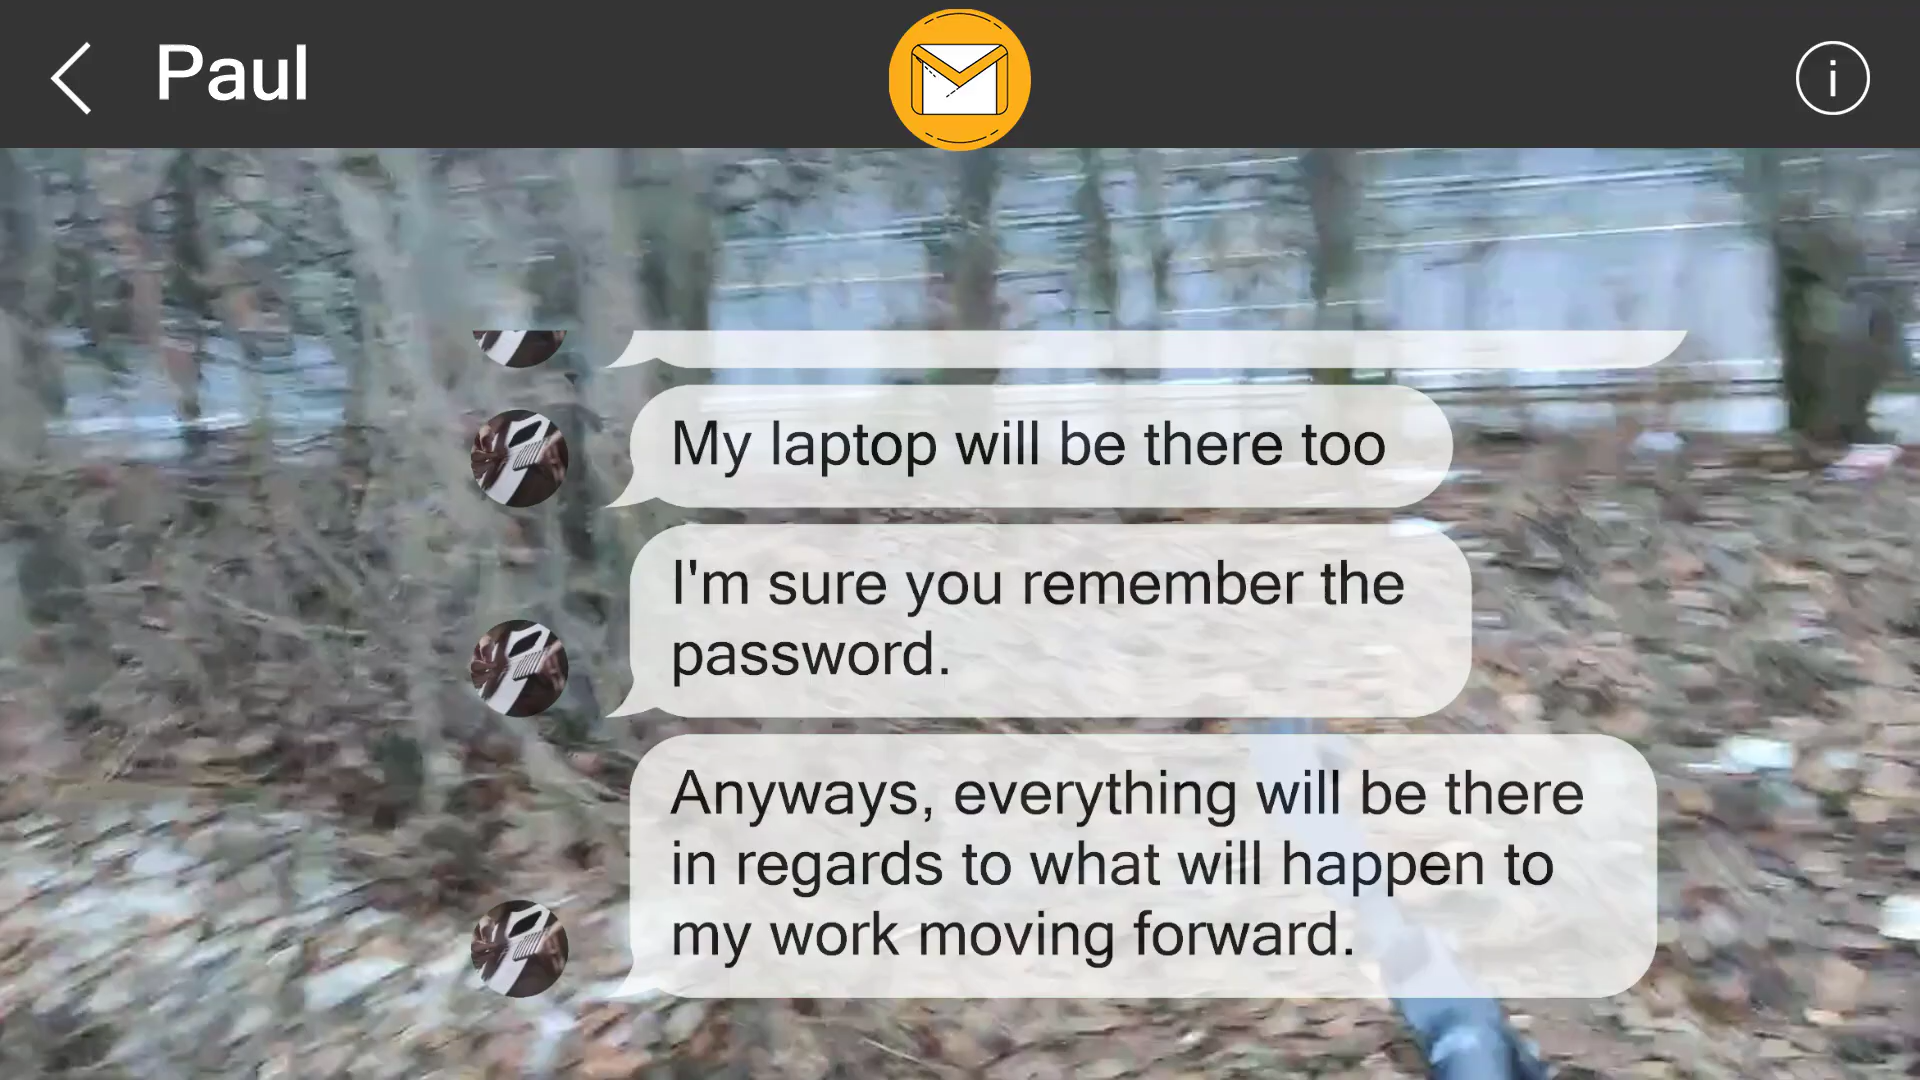 Paul
My laptop will be there too
I'm sure you remember the
password.
Anyways, everything will be there
in regards to what will happen to
my work moving forward.